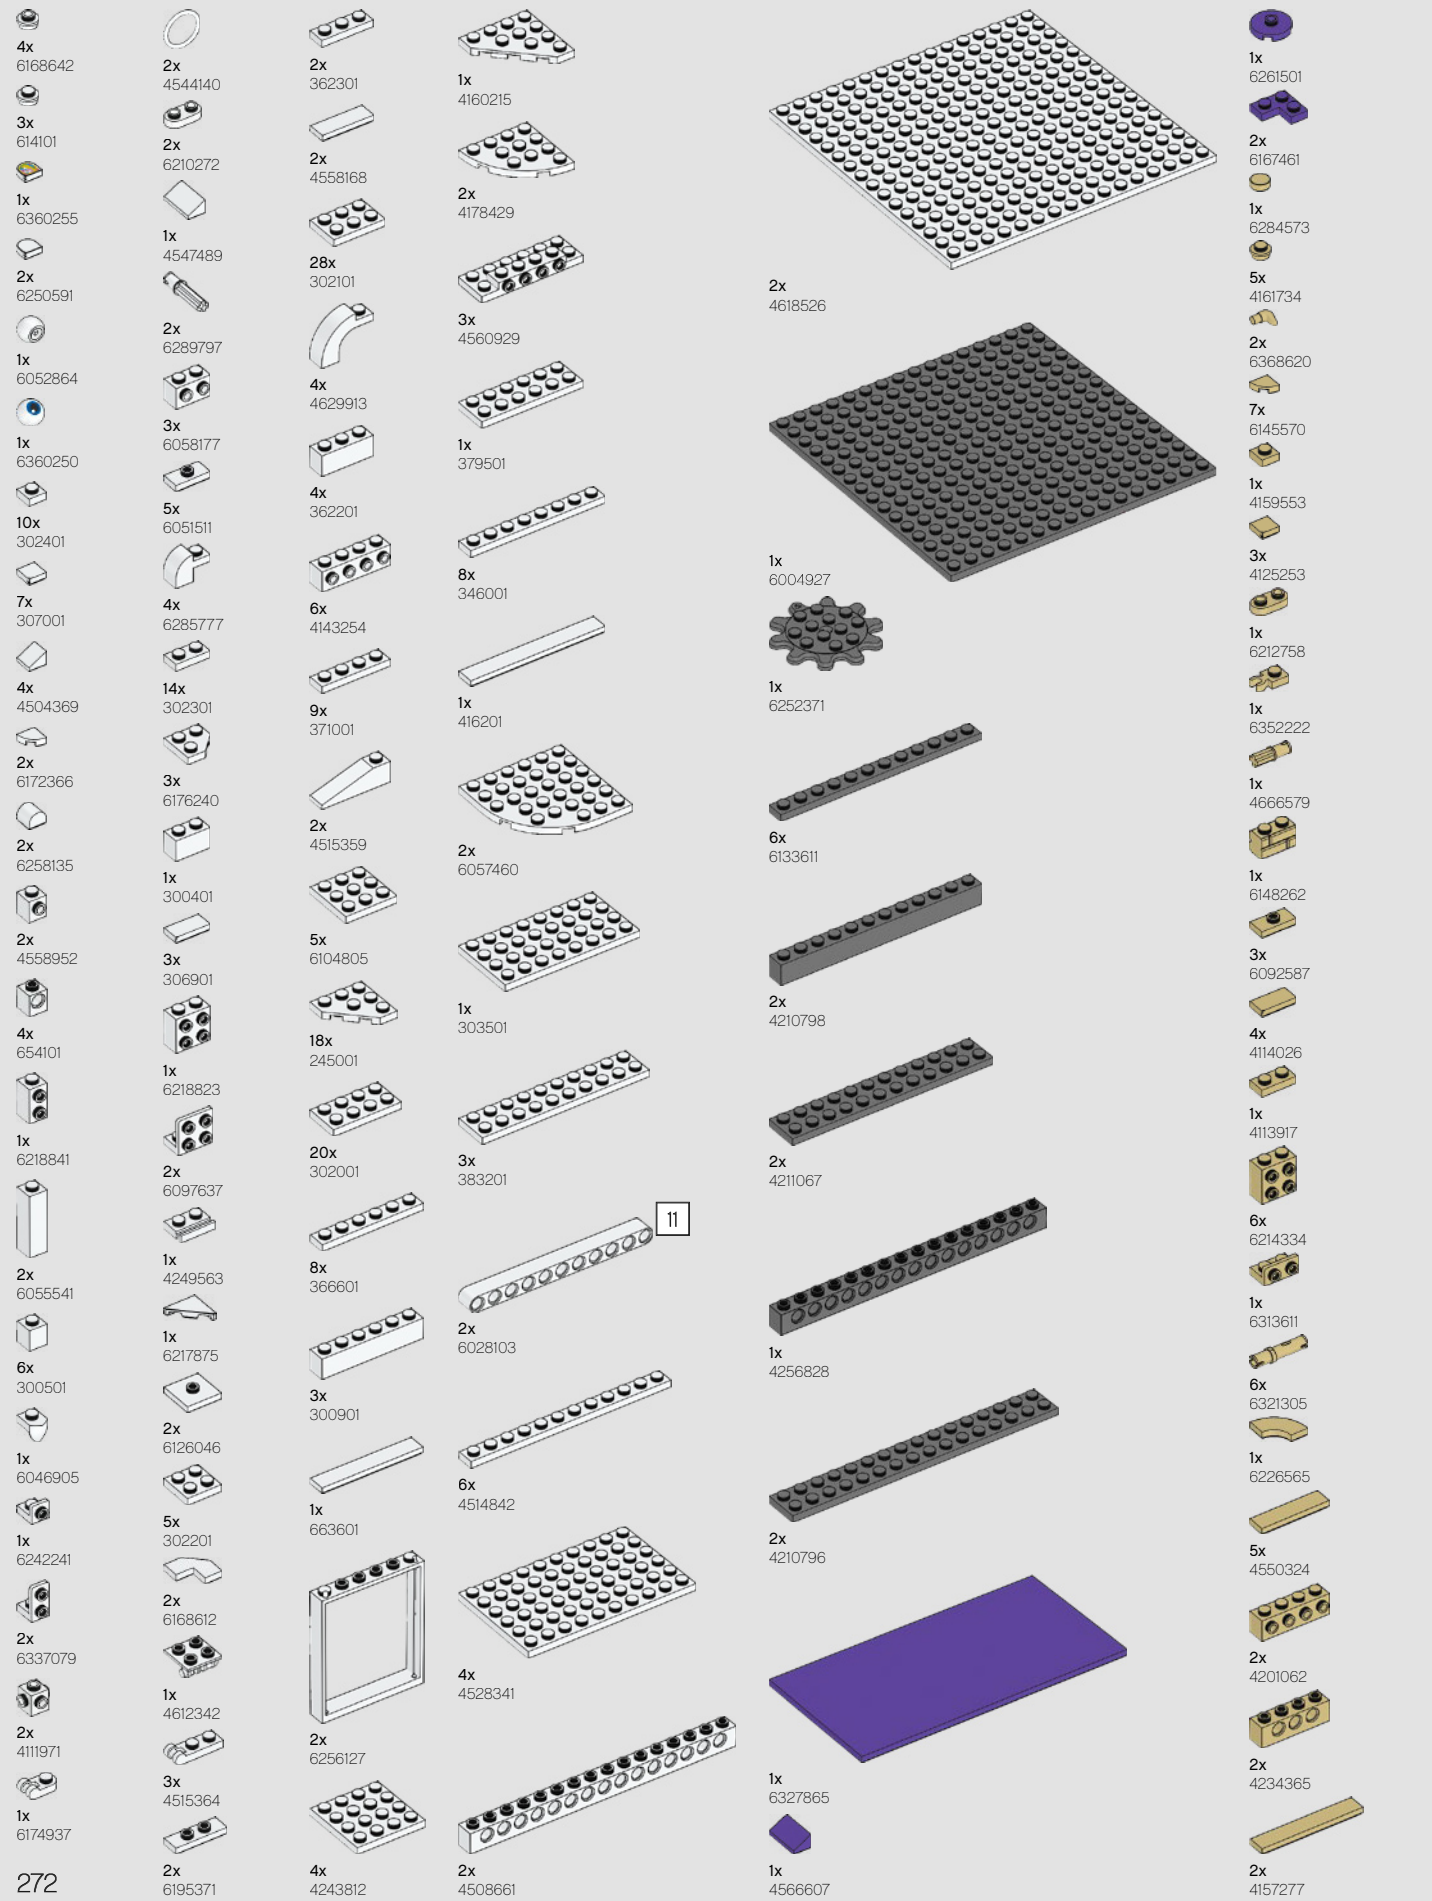 4x
6168642
3x
614101
1x
6360255
2x
6250591
1x
6052864
1x
6360250
10x
302401
7x
307001
4x
4504369
2x
6172366
2x
6258135
2x
4558952
4x
654101
1x
6218841
2x
6055541
6x
300501
1x
6046905
1x
6242241
2x
6337079
2x
4111971
1x
6174937
272
2x
4544140
2x
6210272
1x
4547489
2x
6289797
3x
6058177
5x
6051511
4x
6285777
14x
302301
3x
6176240
1x
300401
3x
306901
1x
6218823
2x
6097637
1x
4249563
1x
6217875
2x
6126046
5x
302201
2x
6168612
1x
4612342
3x
4515364
2x
6195371
2x
362301
2x
4558168
28x
302101
4x
4629913
4x
362201
6x
4143254
9x
371001
2x
4515359
5x
6104805
18x
245001
20x
302001
8x
366601
3x
300901
1x
663601
2x
6256127
4x
4243812
1x
4160215
2x
4178429
3x
4560929
1x
379501
8x
346001
1x
416201
2x
6057460
1x
303501
3x
383201
11
2x
6028103
6x
4514842
4x
4528341
2x
4508661
2x
4618526
1x
6004927
1x
6252371
6x
6133611
2x
4210798
2x
4211067
1x
4256828
2x
4210796
1x
6327865
1x
4566607
1x
6261501
2x
6167461
1x
6284573
5x
4161734
2x
6368620
7x
6145570
1x
4159553
3x
4125253
1x
6212758
1x
6352222
1x
4666579
1x
6148262
3x
6092587
4x
4114026
1x
4113917
6x
6214334
1x
6313611
6x
6321305
1x
6226565
5x
4550324
2x
4201062
2x
4234365
2x
4157277